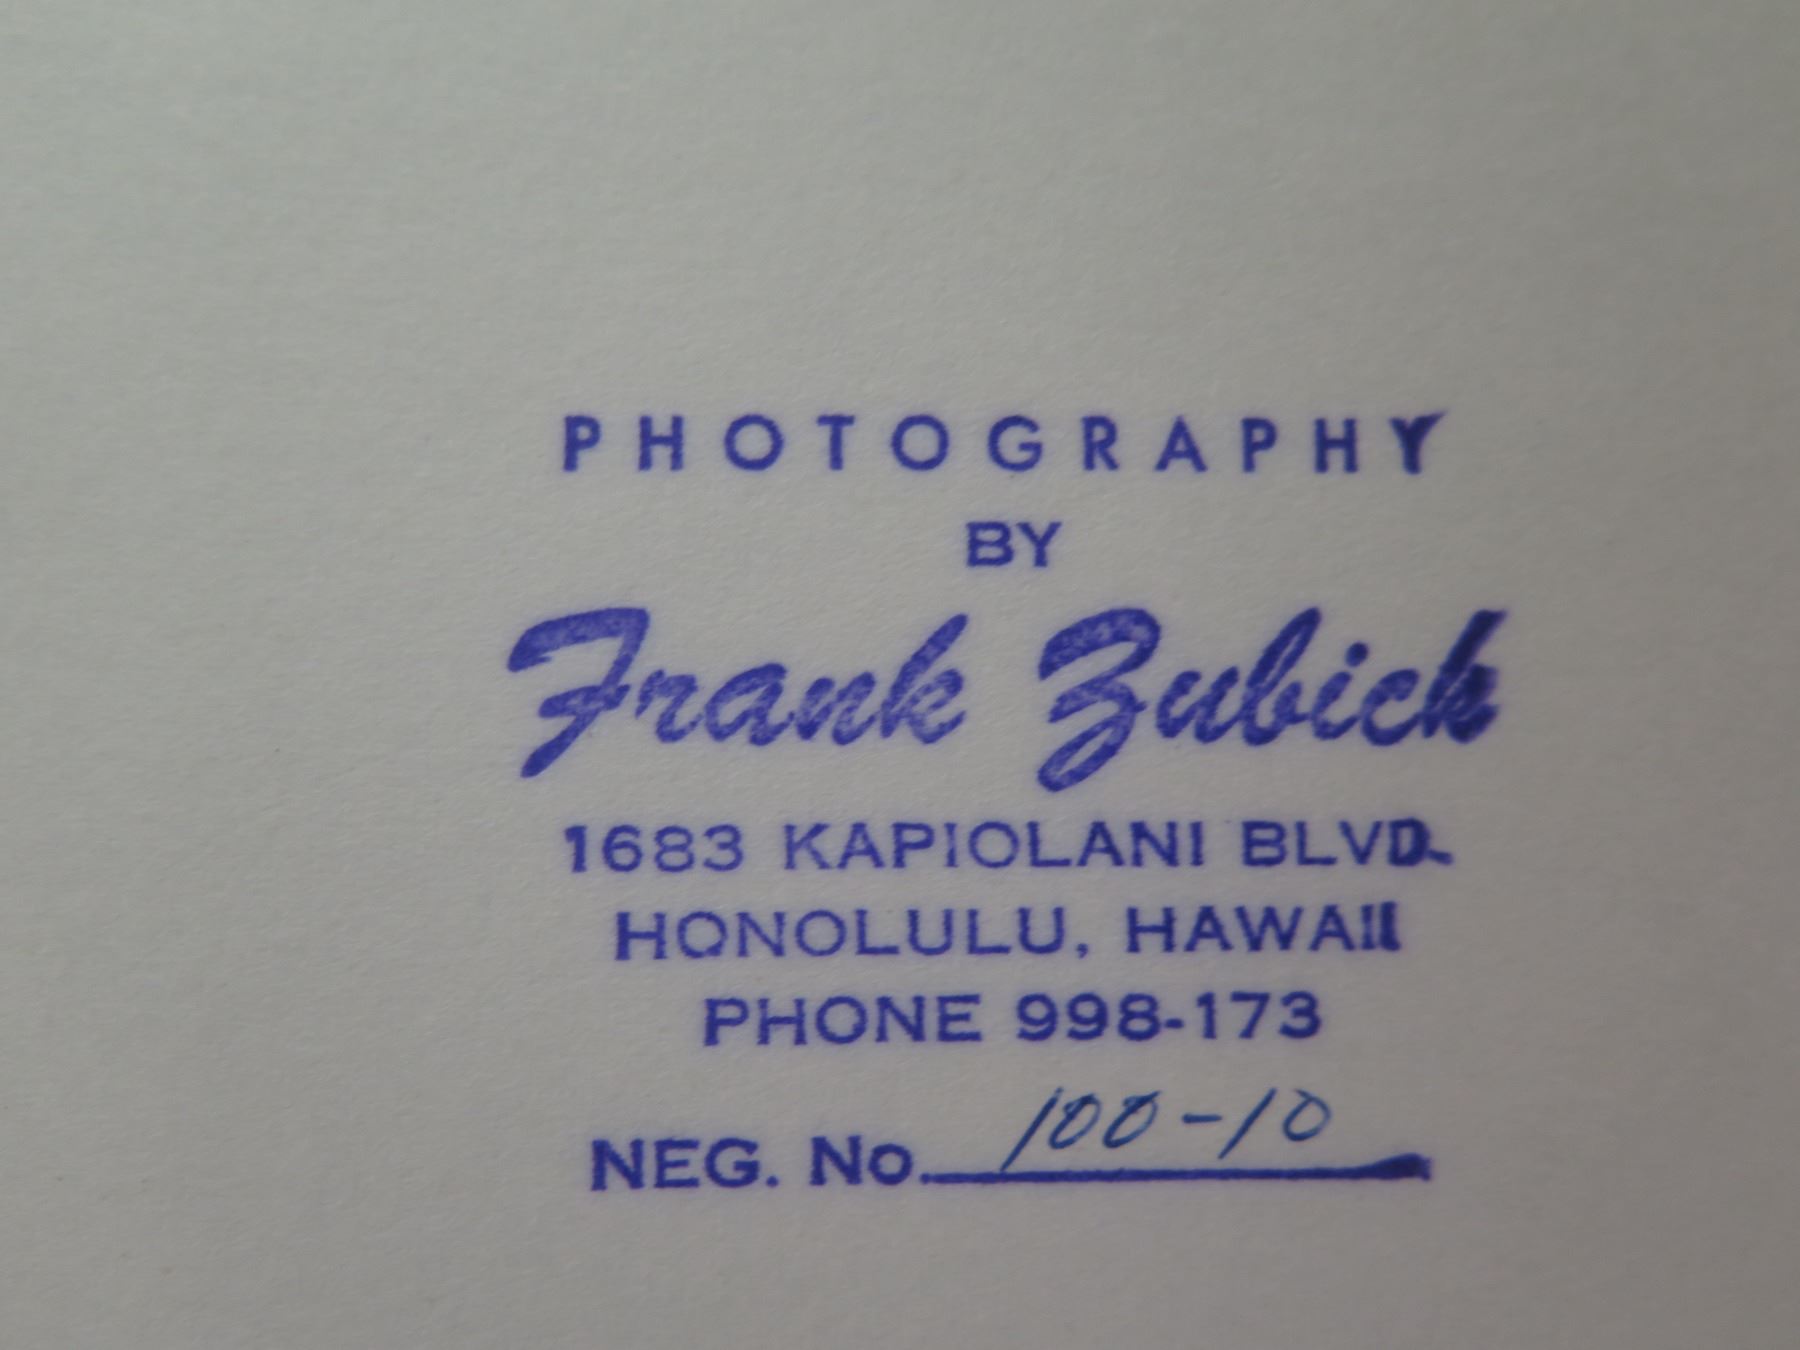 PHOTOGRAPHY
BY
Frank Zubick
1683 KAPIOLANI BLVD.
HONOLULU, HAWAII
PHONE 998-173
NEG. No. 100-10